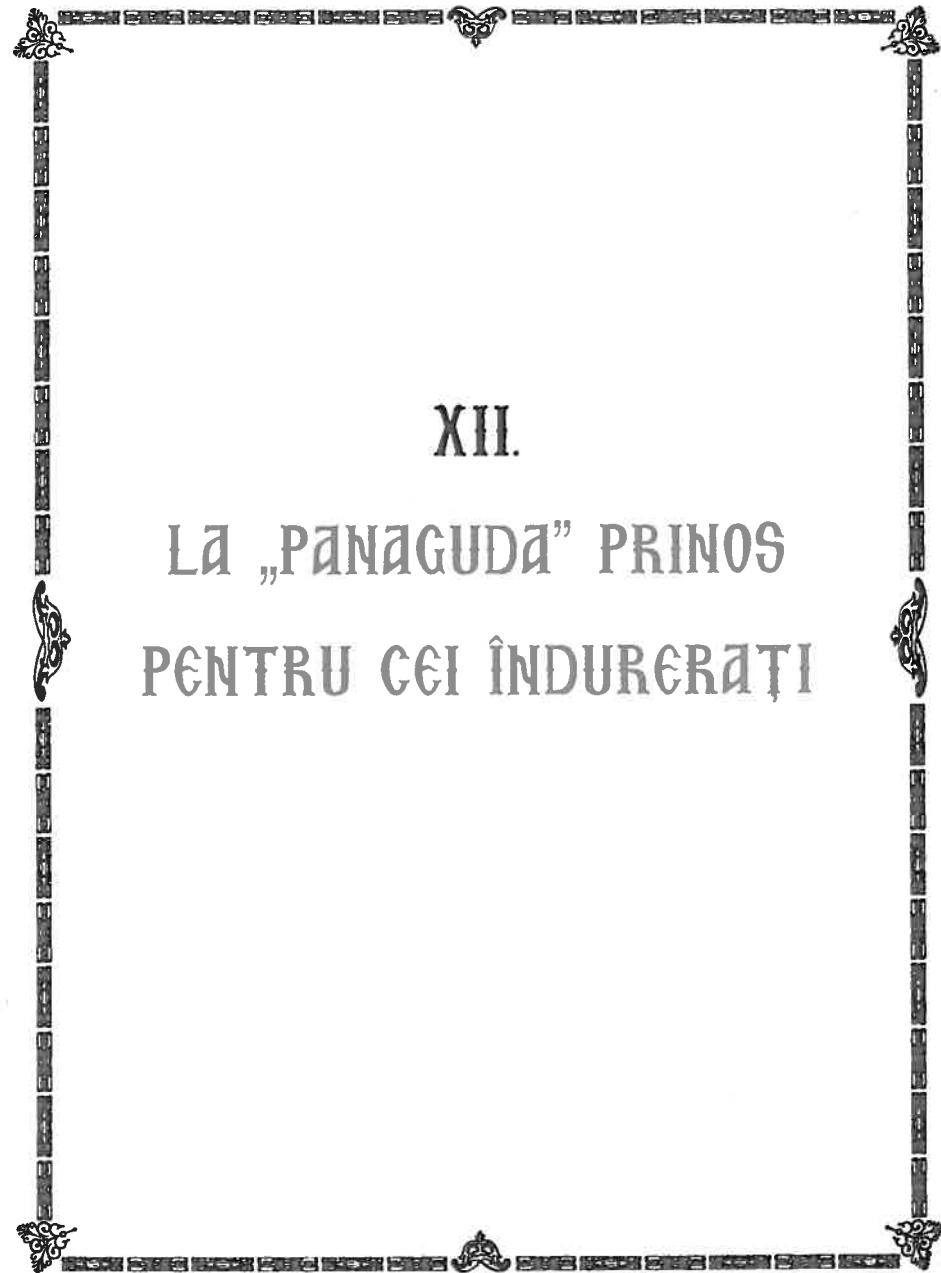 XII.
LA „PANAGUDA” PRINOS
PENTRU CEI ÎNDURERAȚI